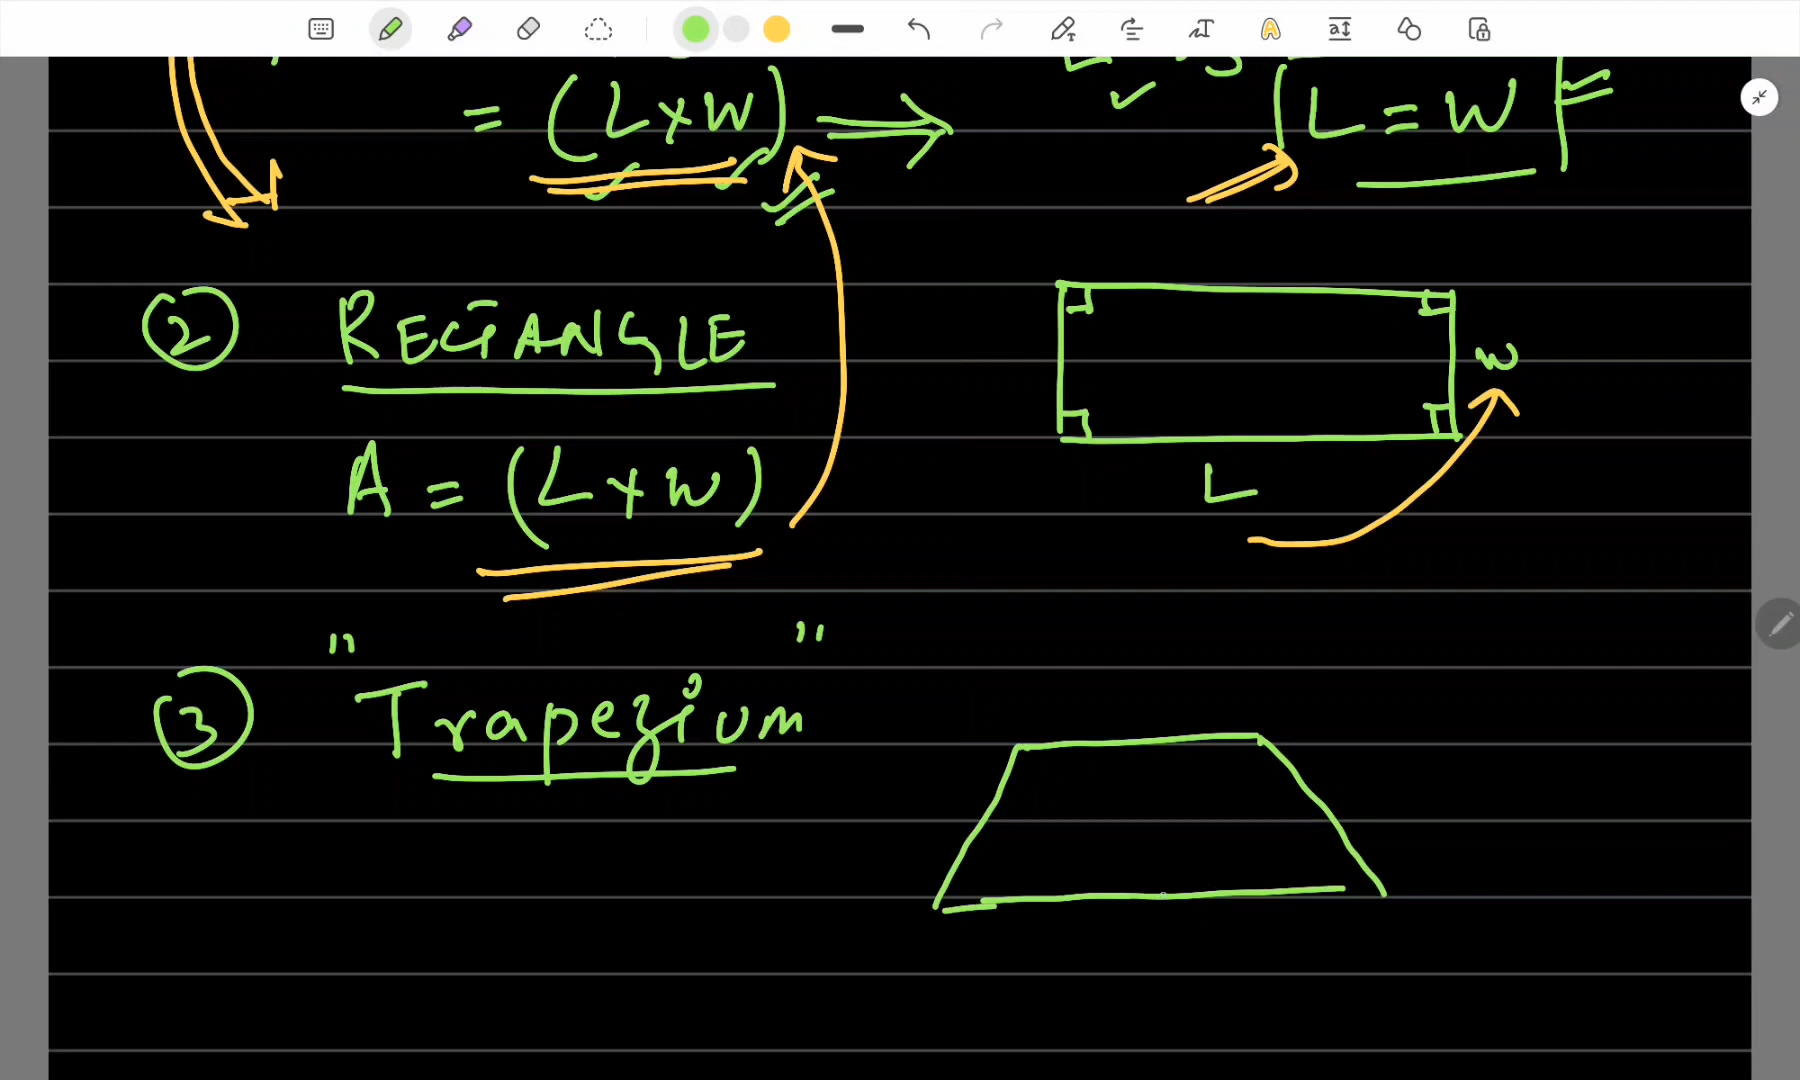 = (L x W) ⇒
L = W
② RECTANGLE
W
A = (L x W)
L
"          "
③ Trapezium